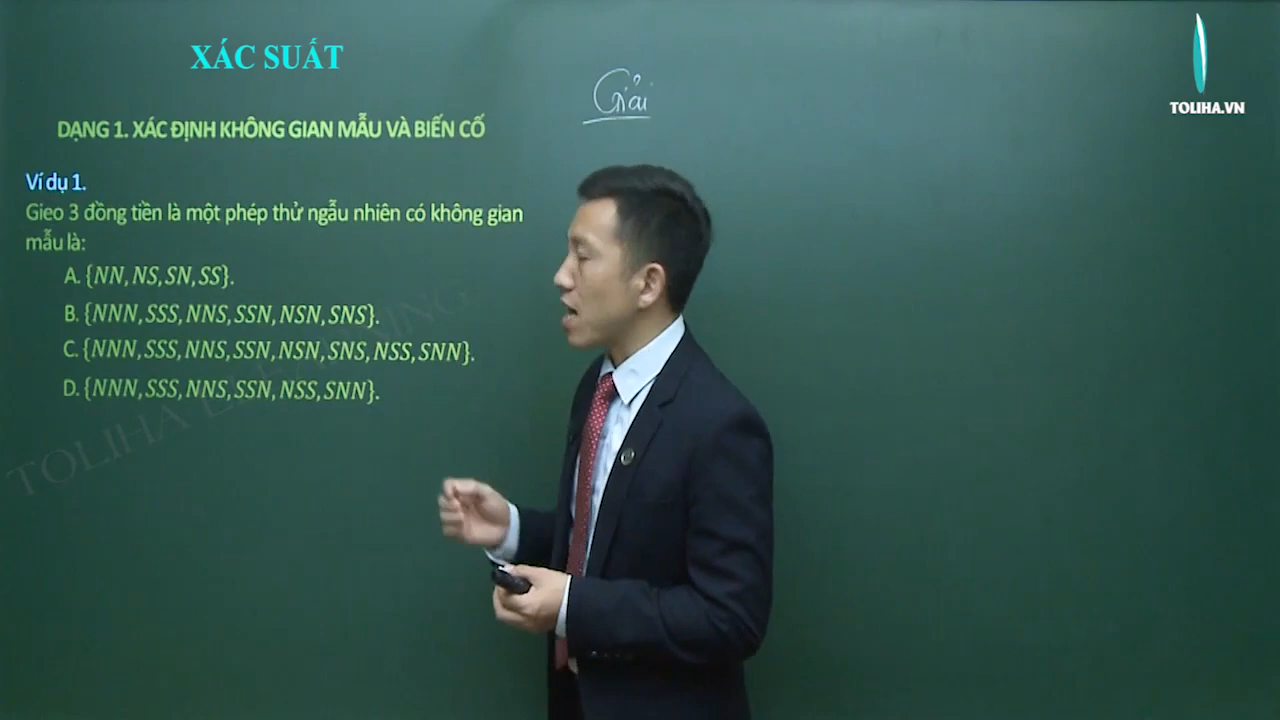 XÁC SUẤT
Giải
TOLIHA.VN
DẠNG 1. XÁC ĐỊNH KHÔNG GIAN MẪU VÀ BIẾN CỐ
Ví dụ 1.
Gieo 3 đồng tiền là một phép thử ngẫu nhiên có không gian
mẫu là:
A. {NN, NS, SN, SS}.
B. {NNN, SSS, NNS, SSN, NSN, SNS}.
C. {NNN, SSS, NNS, SSN, NSN, SNS, NSS, SNN}.
D. {NNN, SSS, NNS, SSN, NSS, SNN}.
TOLIHA E-LEARNING